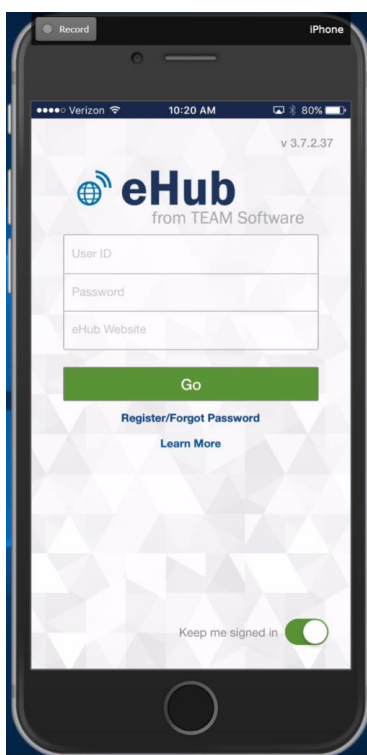 Record
iPhone
Verizon 10:20 AM 80%
v 3.7.2.37
eHub
from TEAM Software
User ID
Password
eHub Website
Go
Register/Forgot Password
Learn More
Keep me signed in